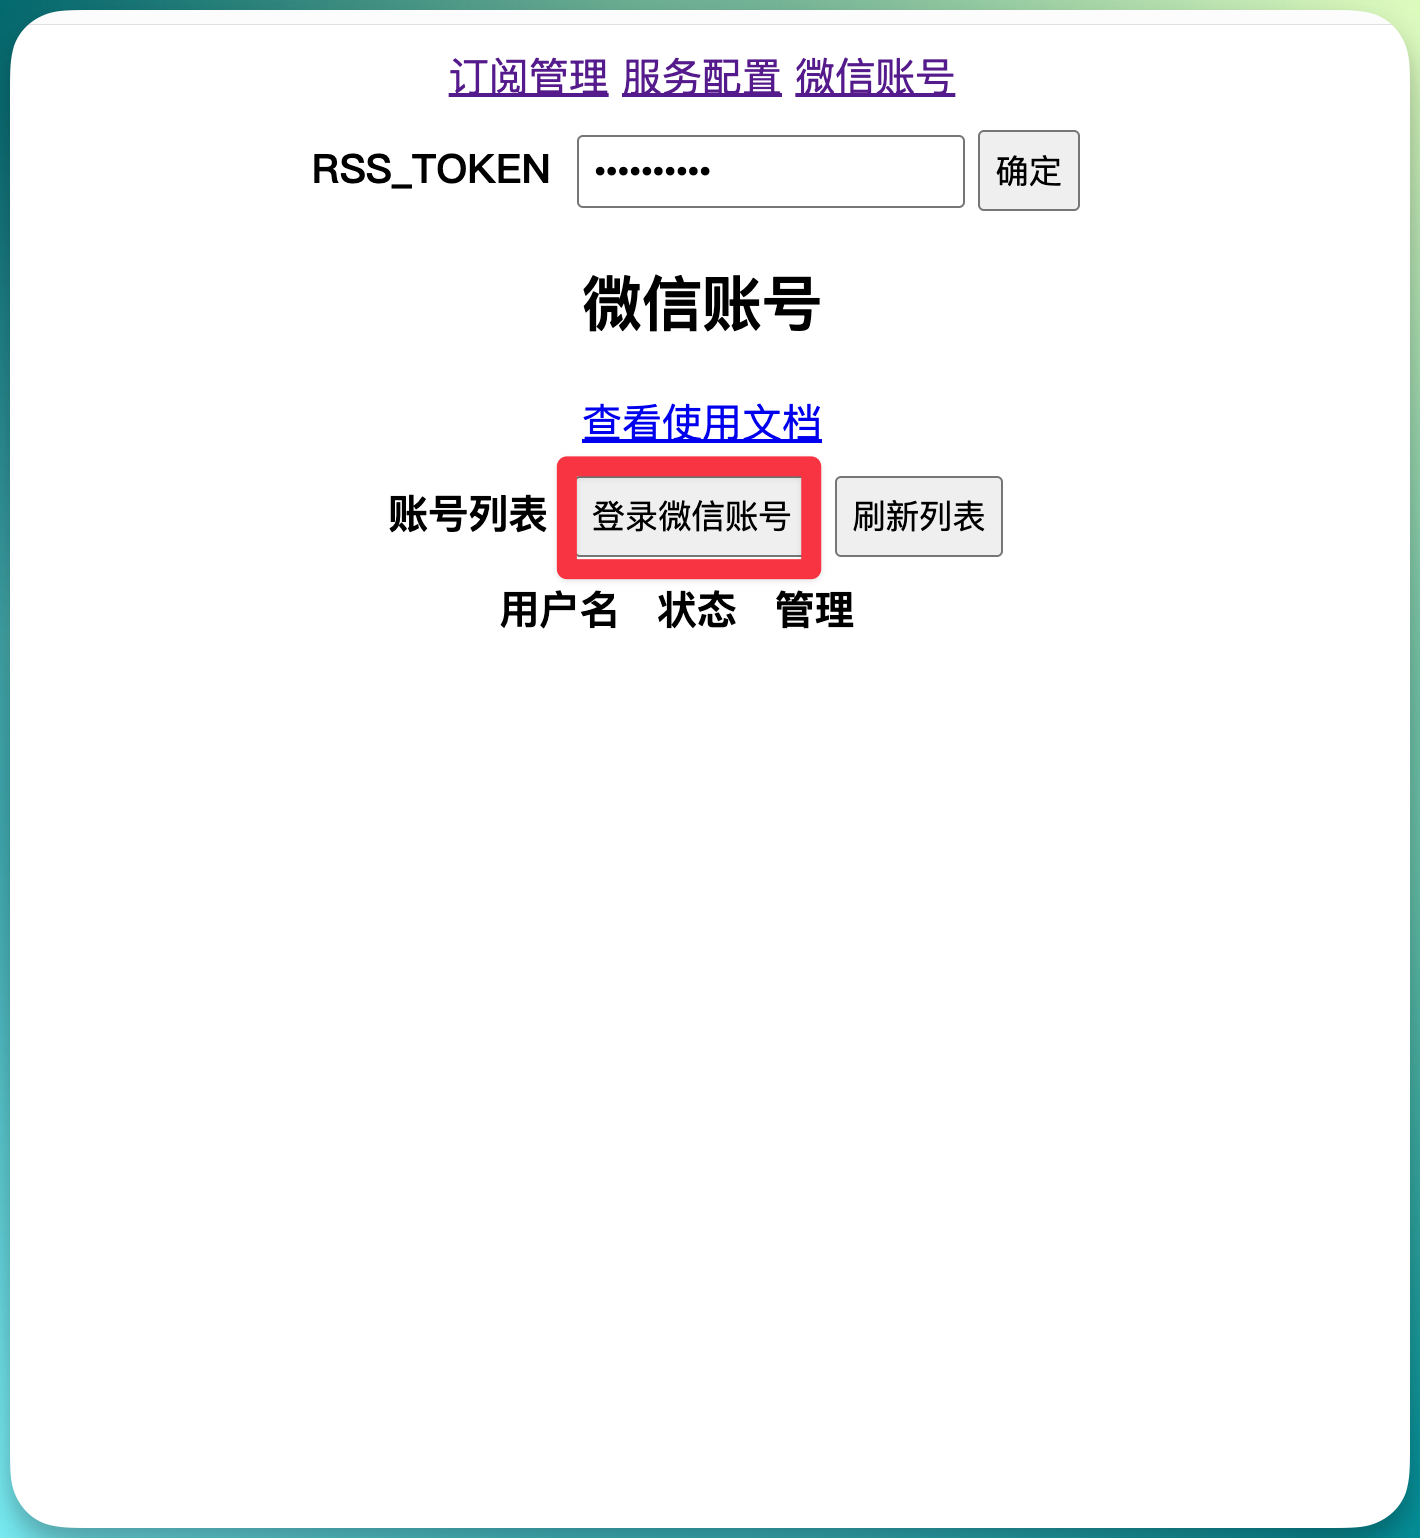 订阅管理 服务配置 微信账号
RSS_TOKEN •••••••••• 确定
微信账号
查看使用文档
账号列表 登录微信账号 刷新列表
用户名 状态 管理